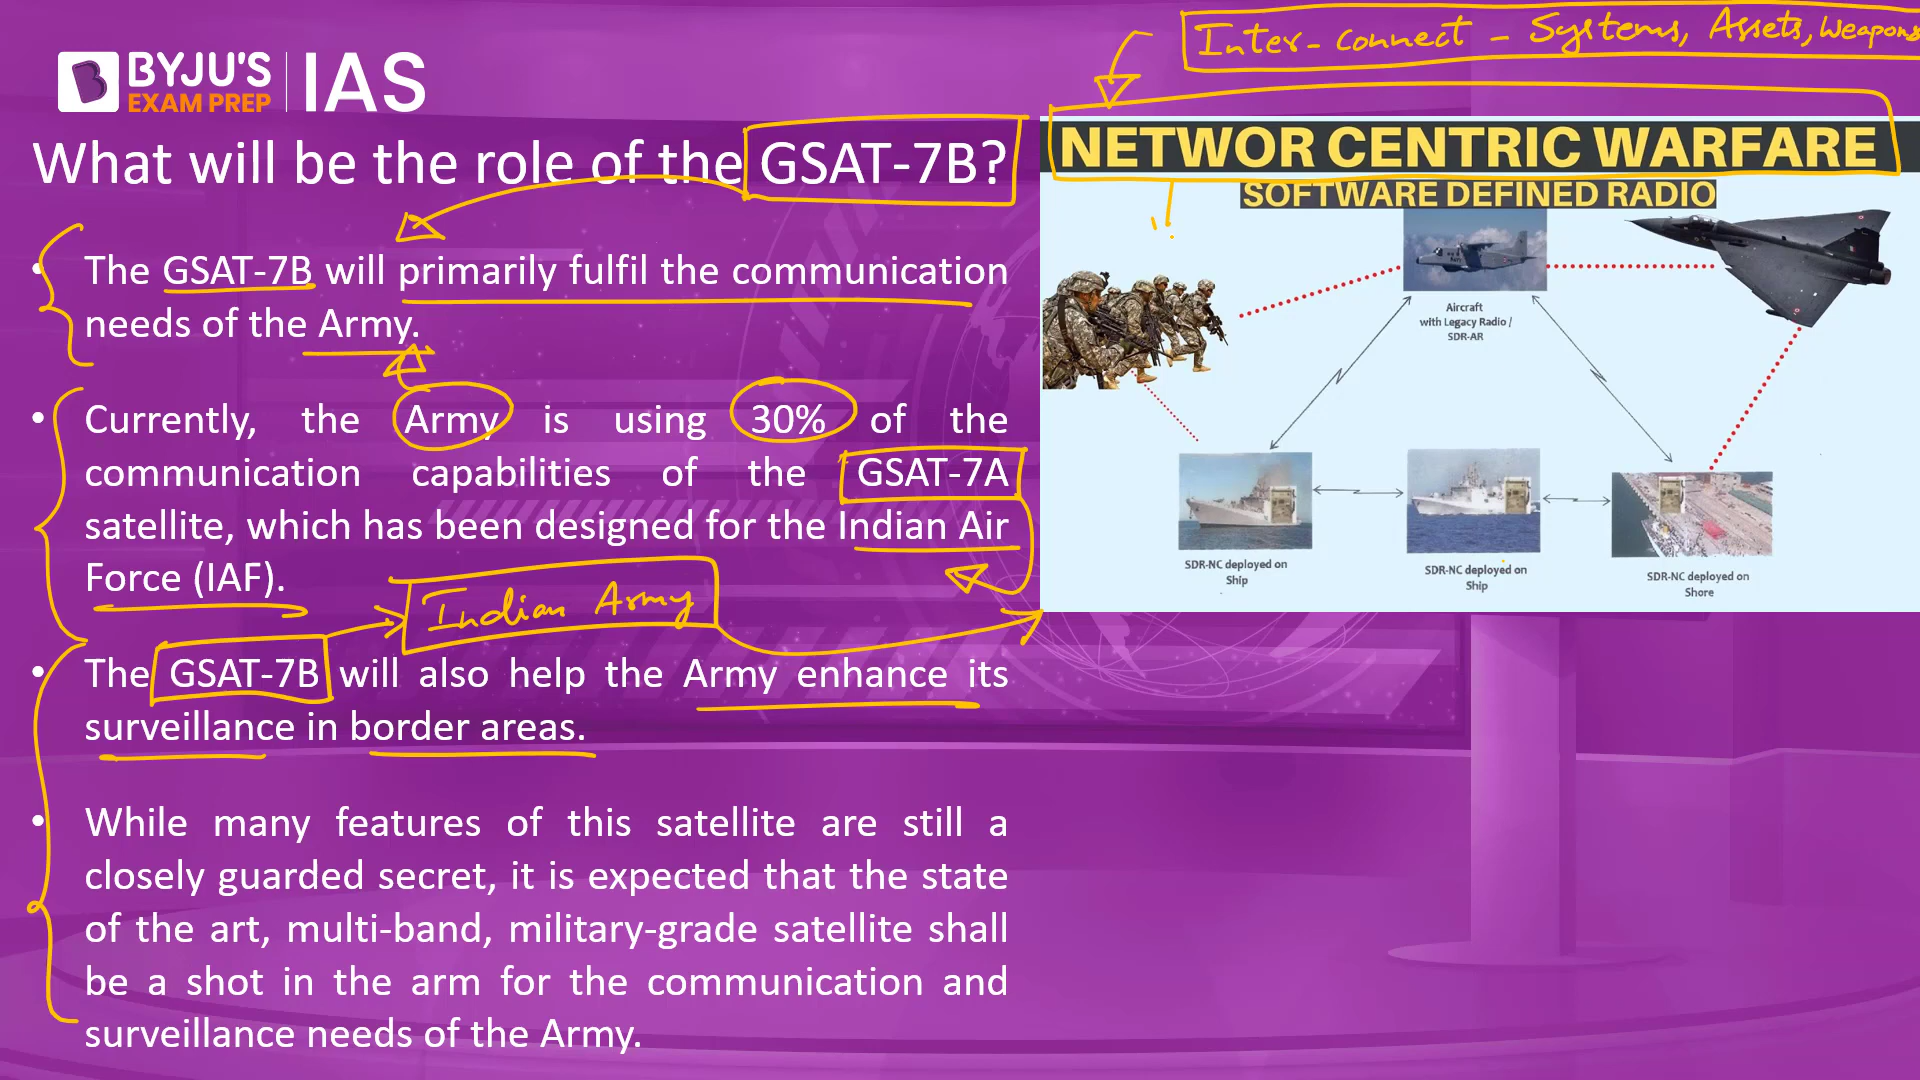 Inter-connect - Systems, Assets, Weapons
BYJU'S
EXAM PREP
IAS
What will be the role of the GSAT-7B?
• The GSAT-7B will primarily fulfil the communication
needs of the Army.
• Currently, the Army is using 30% of the
communication capabilities of the GSAT-7A
satellite, which has been designed for the Indian Air
Force (IAF).
Indian Army
• The GSAT-7B will also help the Army enhance its
surveillance in border areas.
• While many features of this satellite are still a
closely guarded secret, it is expected that the state
of the art, multi-band, military-grade satellite shall
be a shot in the arm for the communication and
surveillance needs of the Army.
NETWOR CENTRIC WARFARE
SOFTWARE DEFINED RADIO
Aircraft
with Legacy Radio /
SDR-AR
SDR-NC deployed on
Ship
SDR-NC deployed on
Ship
SDR-NC deployed on
Shore